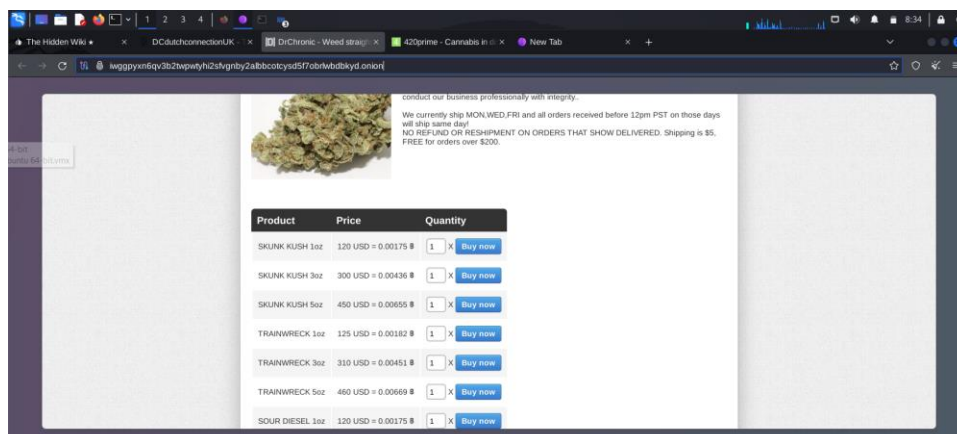 1 2 3 4
8:34
The Hidden Wiki
DCdutchconnectionUK -
DrChronic - Weed straigh
420prime - Cannabis in d
New Tab
conduct our business professionally with integrity..
We currently ship MON,WED,FRI and all orders received before 12pm PST on those days
will ship same day!
NO REFUND OR RESHIPMENT ON ORDERS THAT SHOW DELIVERED. Shipping is $5,
FREE for orders over $200.
Product Price Quantity
SKUNK KUSH 1oz 120 USD = 0.00175 ฿ 1 X Buy now
SKUNK KUSH 3oz 300 USD = 0.00436 ฿ 1 X Buy now
SKUNK KUSH 5oz 450 USD = 0.00655 ฿ 1 X Buy now
TRAINWRECK 1oz 125 USD = 0.00182 ฿ 1 X Buy now
TRAINWRECK 3oz 310 USD = 0.00451 ฿ 1 X Buy now
TRAINWRECK 5oz 460 USD = 0.00669 ฿ 1 X Buy now
SOUR DIESEL 1oz 120 USD = 0.00175 ฿ 1 X Buy now